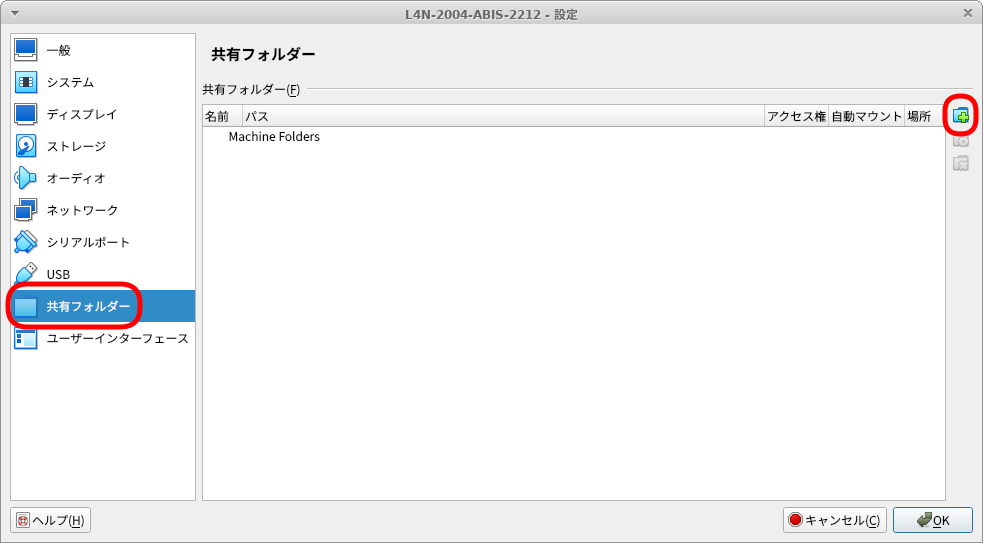 L4N-2004-ABIS-2212 - 設定
一般
システム
ディスプレイ
ストレージ
オーディオ
ネットワーク
シリアルポート
USB
共有フォルダー
ユーザーインターフェース
共有フォルダー
共有フォルダー(F)
名前 パス アクセス権 自動マウント 場所
Machine Folders
ヘルプ(H) キャンセル(C) OK